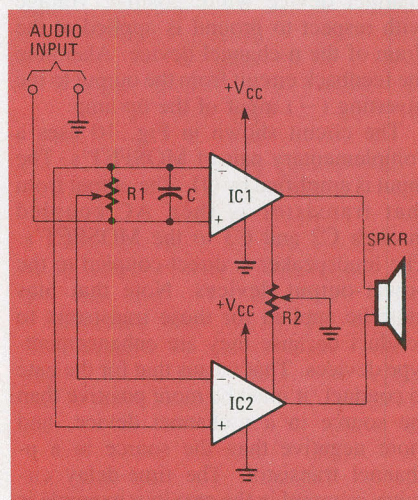 AUDIO
INPUT
+VCC
−
R1
C
IC1
+
SPKR
+VCC
R2
−
IC2
+